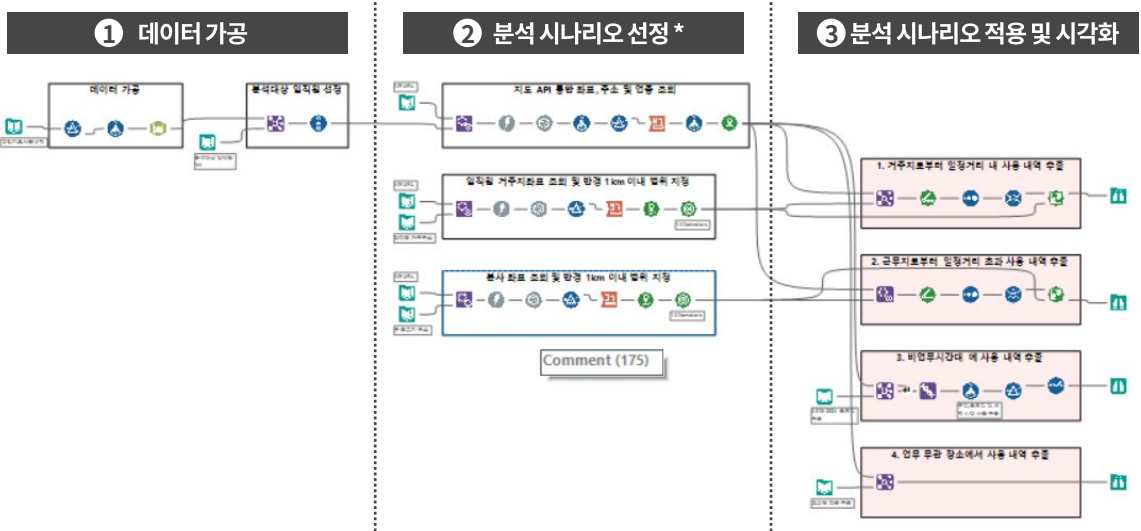 1 데이터 가공
데이터 가공
분석대상 임직원 선정
2 분석 시나리오 선정 *
지도 API 통한 좌표, 주소 및 업종 조회
임직원 거주지좌표 조회 및 반경 1km 이내 범위 지정
1 Kilometers
본사 좌표 조회 및 반경 1km 이내 범위 지정
1 Kilometers
Comment (175)
3 분석 시나리오 적용 및 시각화
1. 거주지로부터 일정거리 내 사용 내역 추출
2. 근무지로부터 일정거리 초과 사용 내역 추출
3. 비업무시간대 에 사용 내역 추출
4. 업무 무관 장소에서 사용 내역 추출